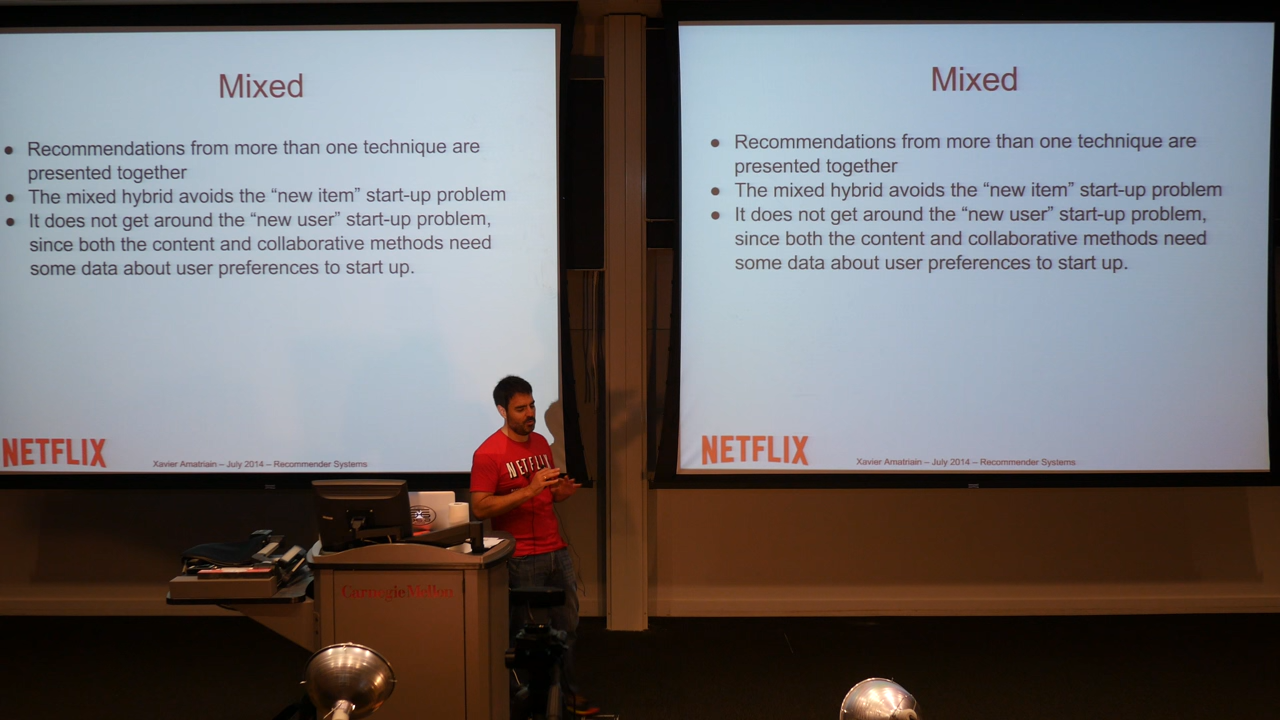 Mixed
● Recommendations from more than one technique are
presented together
● The mixed hybrid avoids the “new item” start-up problem
● It does not get around the “new user” start-up problem,
since both the content and collaborative methods need
some data about user preferences to start up.
NETFLIX
Xavier Amatriain – July 2014 – Recommender Systems
Mixed
● Recommendations from more than one technique are
presented together
● The mixed hybrid avoids the “new item” start-up problem
● It does not get around the “new user” start-up problem,
since both the content and collaborative methods need
some data about user preferences to start up.
NETFLIX
Xavier Amatriain – July 2014 – Recommender Systems
NETFLIX
Carnegie Mellon